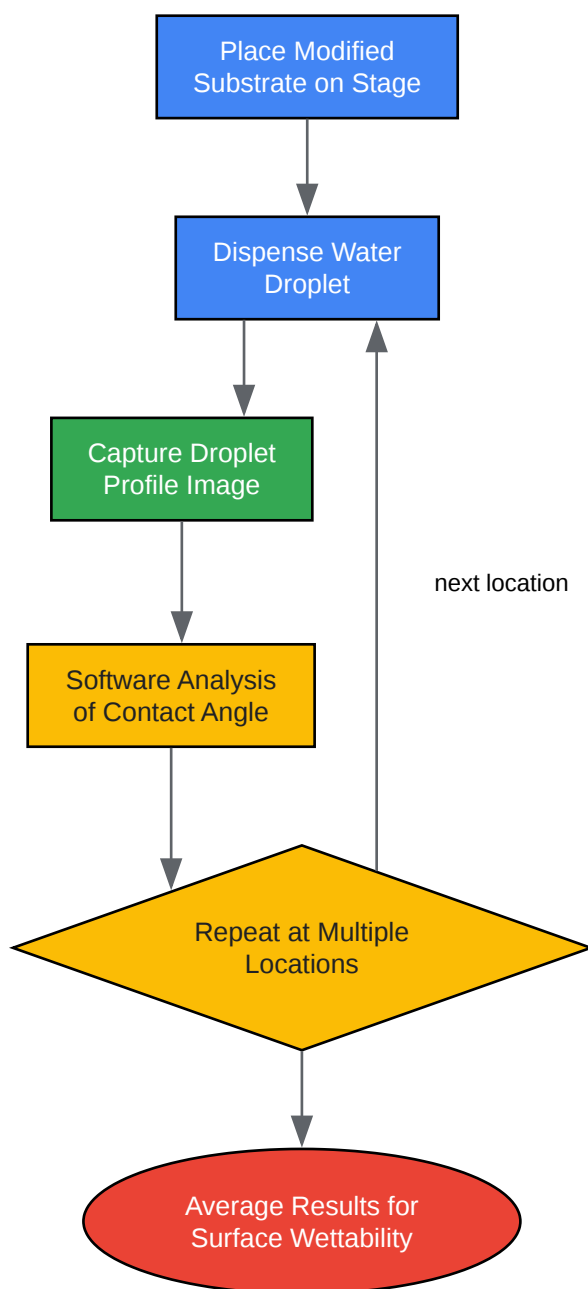 Place Modified
Substrate on Stage
Dispense Water
Droplet
Capture Droplet
Profile Image
next location
Software Analysis
of Contact Angle
Repeat at Multiple
Locations
Average Results for
Surface Wettability